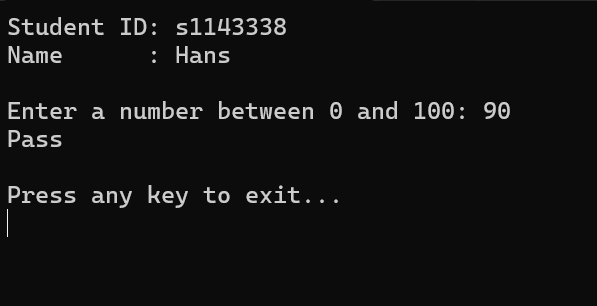 Student ID: s1143338
Name      : Hans
Enter a number between 0 and 100: 90
Pass
Press any key to exit...